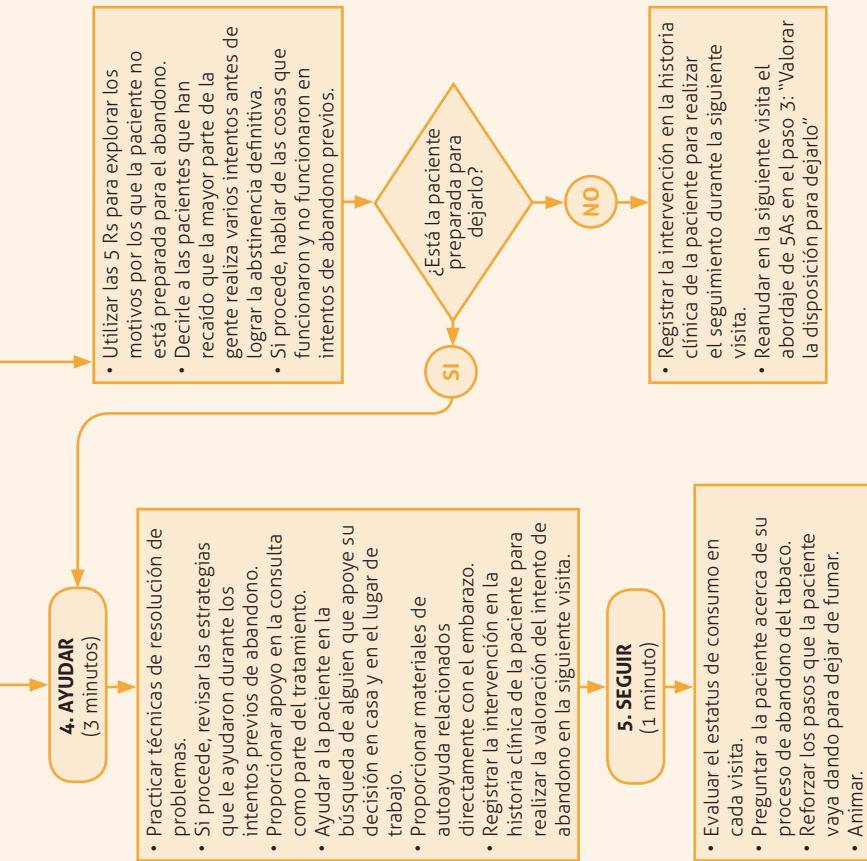 4. AYUDAR
(3 minutos)
• Practicar técnicas de resolución de
problemas.
• Si procede, revisar las estrategias
que le ayudaron durante los
intentos previos de abandono.
• Proporcionar apoyo en la consulta
como parte del tratamiento.
• Ayudar a la paciente en la
búsqueda de alguien que apoye su
decisión en casa y en el lugar de
trabajo.
• Proporcionar materiales de
autoayuda relacionados
directamente con el embarazo.
• Registrar la intervención en la
historia clínica de la paciente para
realizar la valoración del intento de
abandono en la siguiente visita.
5. SEGUIR
(1 minuto)
• Evaluar el estatus de consumo en
cada visita.
• Preguntar a la paciente acerca de su
proceso de abandono del tabaco.
• Reforzar los pasos que la paciente
vaya dando para dejar de fumar.
• Animar.
• Utilizar las 5 Rs para explorar los
motivos por los que la paciente no
está preparada para el abandono.
• Decirle a las pacientes que han
recaído que la mayor parte de la
gente realiza varios intentos antes de
lograr la abstinencia definitiva.
• Si procede, hablar de las cosas que
funcionaron y no funcionaron en
intentos de abandono previos.
¿Está la paciente
preparada para
dejarlo?
SI
NO
• Registrar la intervención en la historia
clínica de la paciente para realizar
el seguimiento durante la siguiente
visita.
• Reanudar en la siguiente visita el
abordaje de 5As en el paso 3: “Valorar
la disposición para dejarlo”